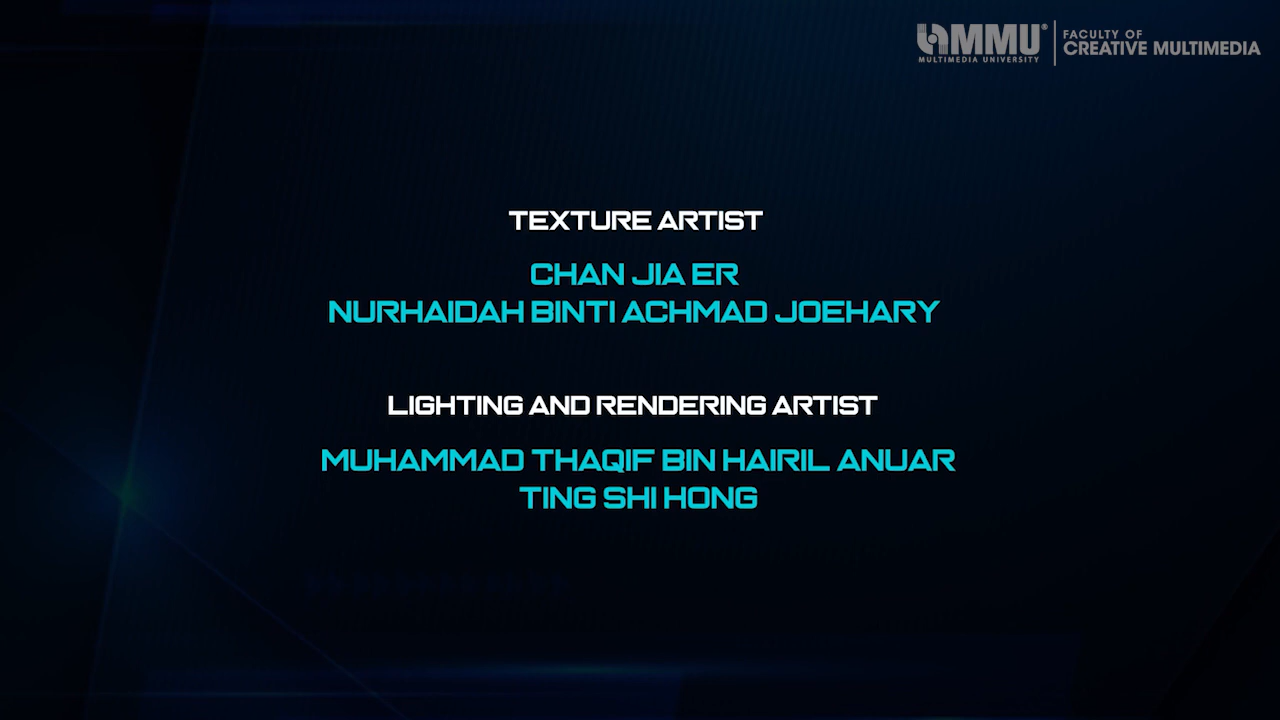 MMU®
MULTIMEDIA UNIVERSITY
FACULTY OF
CREATIVE MULTIMEDIA
TEXTURE ARTIST
CHAN JIA ER
NURHAIDAH BINTI ACHMAD JOEHARY
LIGHTING AND RENDERING ARTIST
MUHAMMAD THAQIF BIN HAIRIL ANUAR
TING SHI HONG